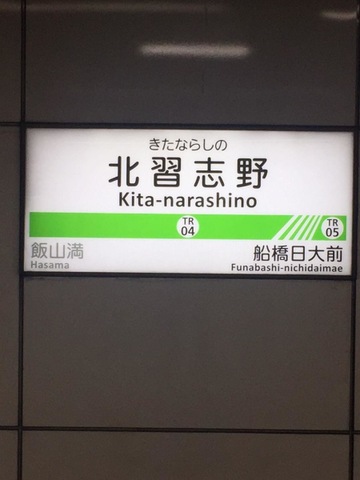 きたならしの
北習志野
Kita-narashino
TR
04
TR
05
飯山満
Hasama
船橋日大前
Funabashi-nichidaimae